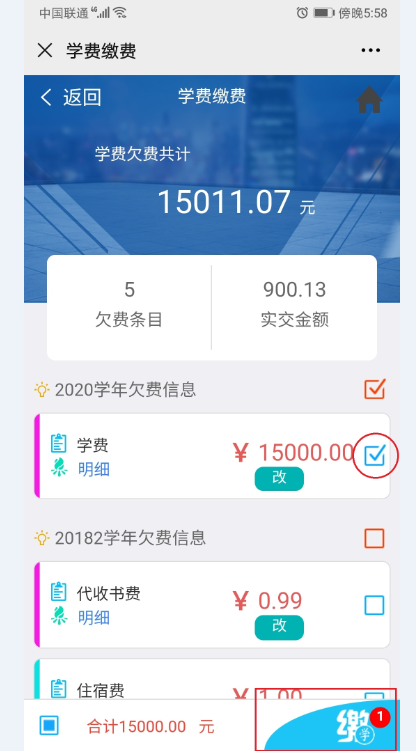 中国联通 傍晚5:58
学费缴费
返回 学费缴费
学费欠费共计
15011.07 元
5 900.13
欠费条目 实交金额
2020学年欠费信息
学费 ¥ 15000.00
明细 改
20182学年欠费信息
代收书费 ¥ 0.99
明细 改
住宿费 ¥ 1.00
合计15000.00 元 缴 学 1